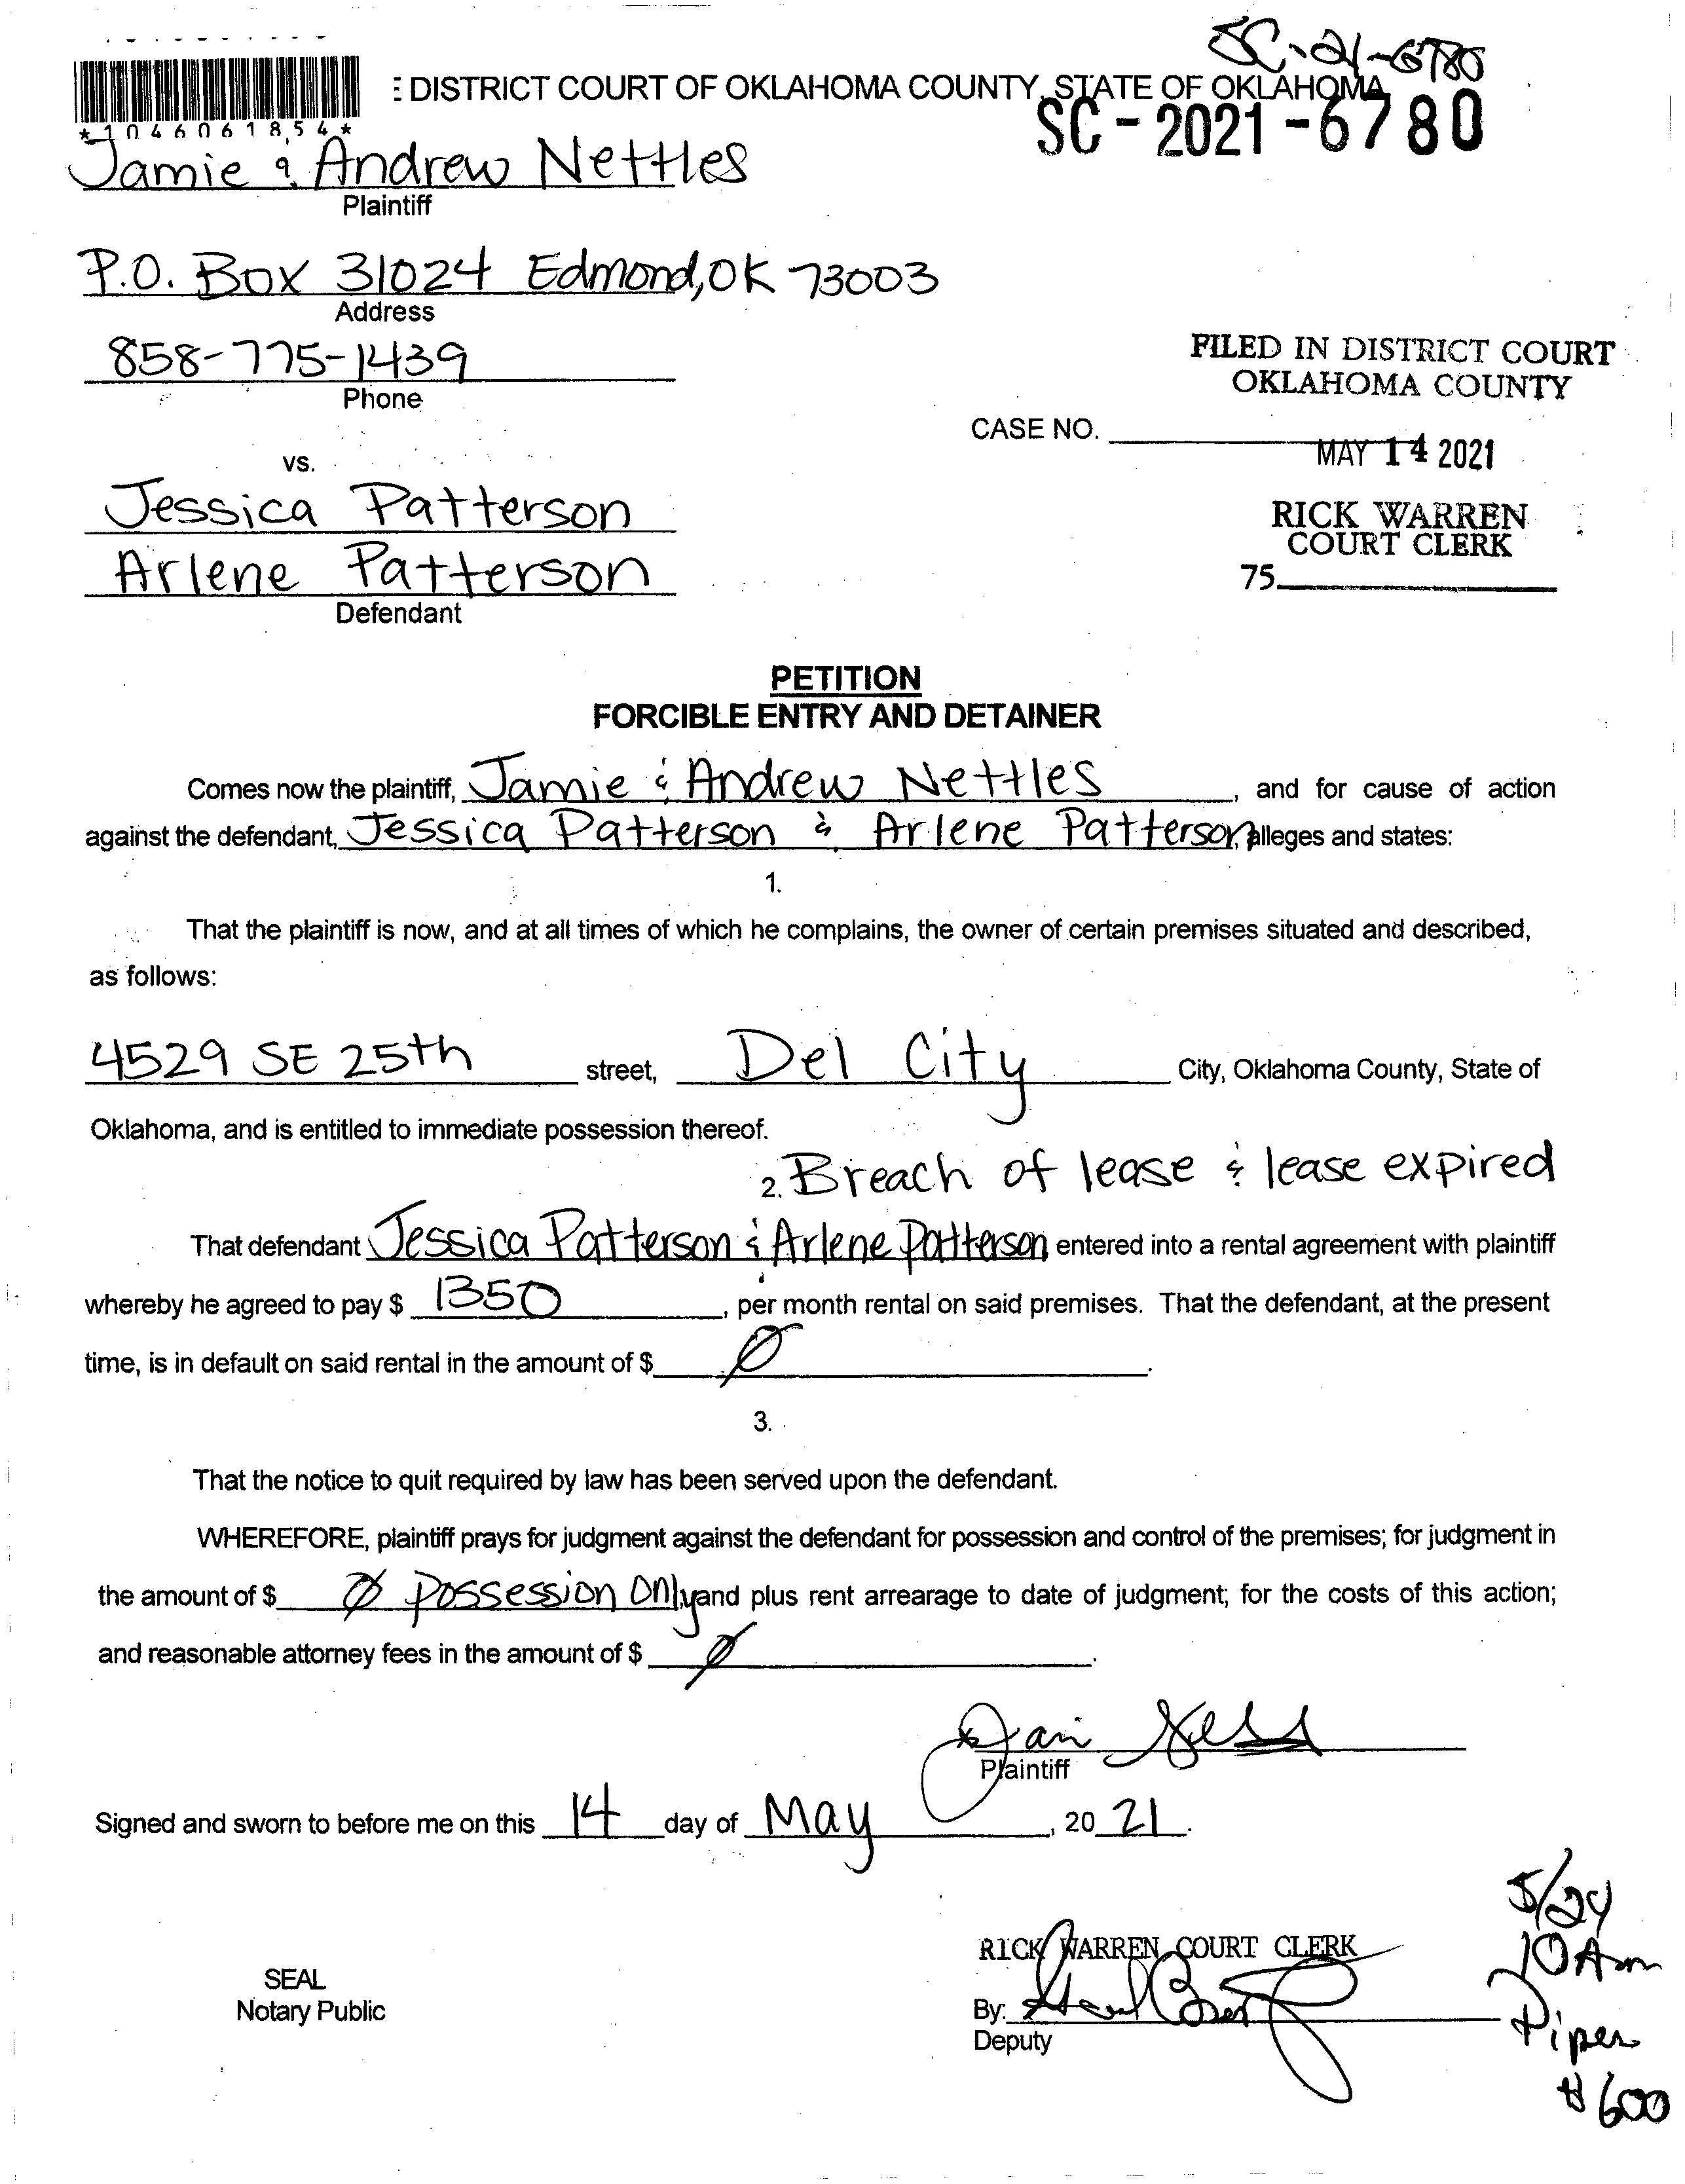 SC-21-6780
: DISTRICT COURT OF OKLAHOMA COUNTY, STATE OF OKLAHOMA
*1046061854*
SC-2021-6780
Jamie & Andrew Nettles
Plaintiff
P.O. Box 31024 Edmond, OK 73003
Address
858-775-1439
Phone
FILED IN DISTRICT COURT
OKLAHOMA COUNTY
CASE NO.
MAY 14 2021
vs.
Jessica Patterson
RICK WARREN
COURT CLERK
Arlene Patterson
75
Defendant
PETITION
FORCIBLE ENTRY AND DETAINER
Comes now the plaintiff, Jamie & Andrew Nettles, and for cause of action
against the defendant, Jessica Patterson & Arlene Patterson, alleges and states:
1.
That the plaintiff is now, and at all times of which he complains, the owner of certain premises situated and described,
as follows:
4529 SE 25th street, Del City City, Oklahoma County, State of
Oklahoma, and is entitled to immediate possession thereof.
2. Breach of lease & lease expired
That defendant Jessica Patterson & Arlene Patterson entered into a rental agreement with plaintiff
whereby he agreed to pay $ 1350, per month rental on said premises. That the defendant, at the present
time, is in default on said rental in the amount of $ Ø.
3.
That the notice to quit required by law has been served upon the defendant.
WHEREFORE, plaintiff prays for judgment against the defendant for possession and control of the premises; for judgment in
the amount of $ Ø Possession Only and plus rent arrearage to date of judgment; for the costs of this action;
and reasonable attorney fees in the amount of $ Ø.
Plaintiff
Signed and sworn to before me on this 14 day of May, 20 21.
5/24
10 Am
Piper
#600
RICK WARREN COURT CLERK
SEAL
Notary Public
By:
Deputy